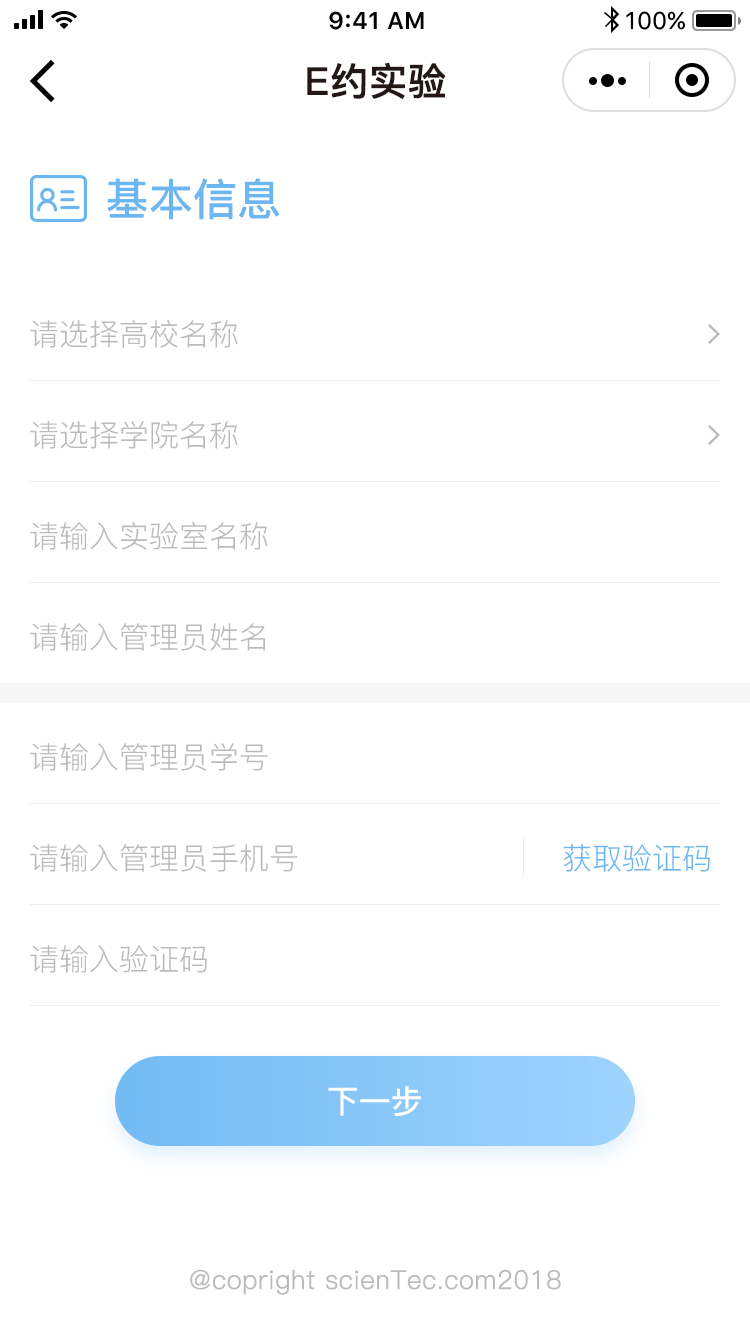 9:41 AM
100%
E约实验
基本信息
请选择高校名称
请选择学院名称
请输入实验室名称
请输入管理员姓名
请输入管理员学号
请输入管理员手机号
获取验证码
请输入验证码
下一步
@copright scienTec.com2018